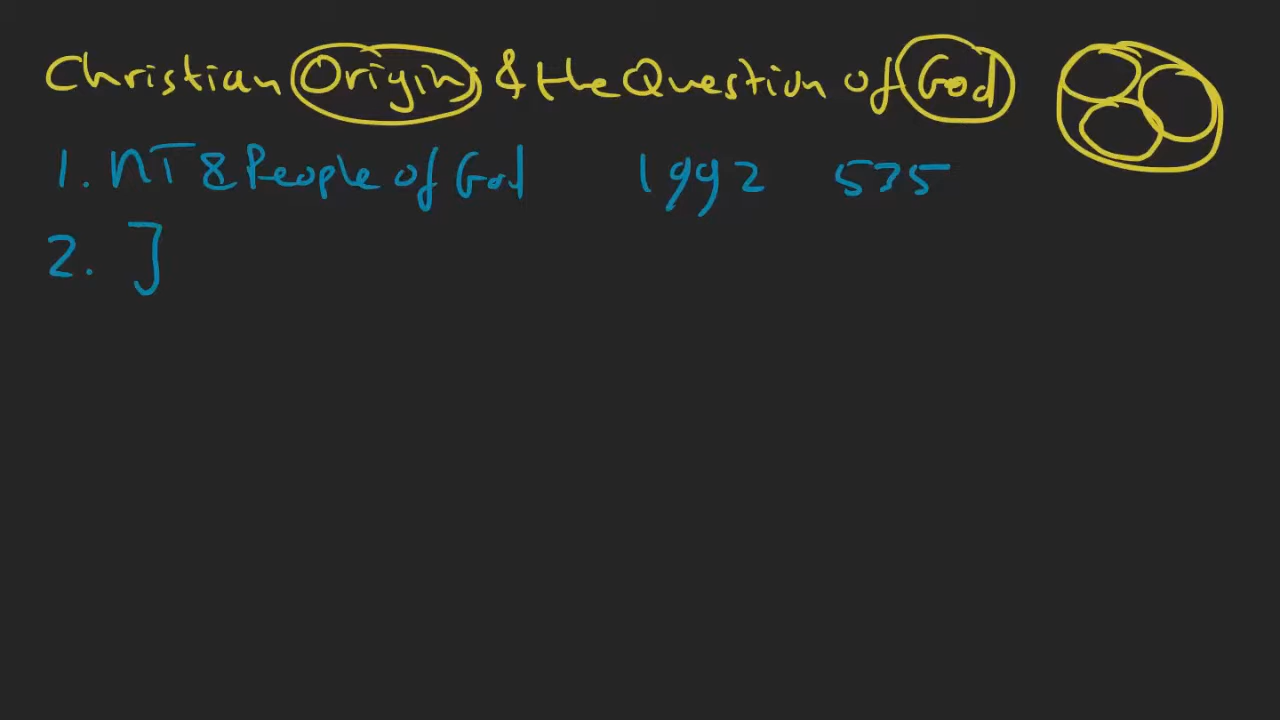 Christian Origins & the Question of God
1. NT & People of God 1992 535
2. J